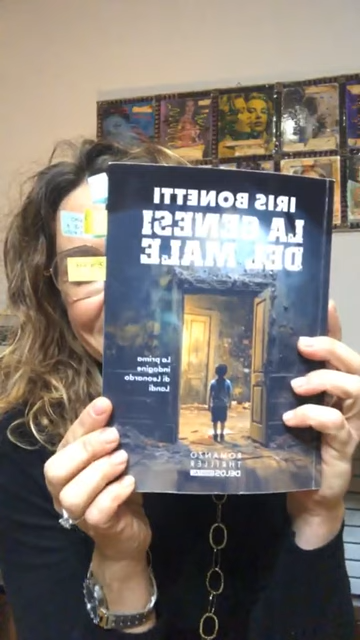 IRIS BONETTI
LA GENESI
DEL MALE
La prima
indagine
di Leonardo
Landi
ROMANZO
THRILLER
DELOS